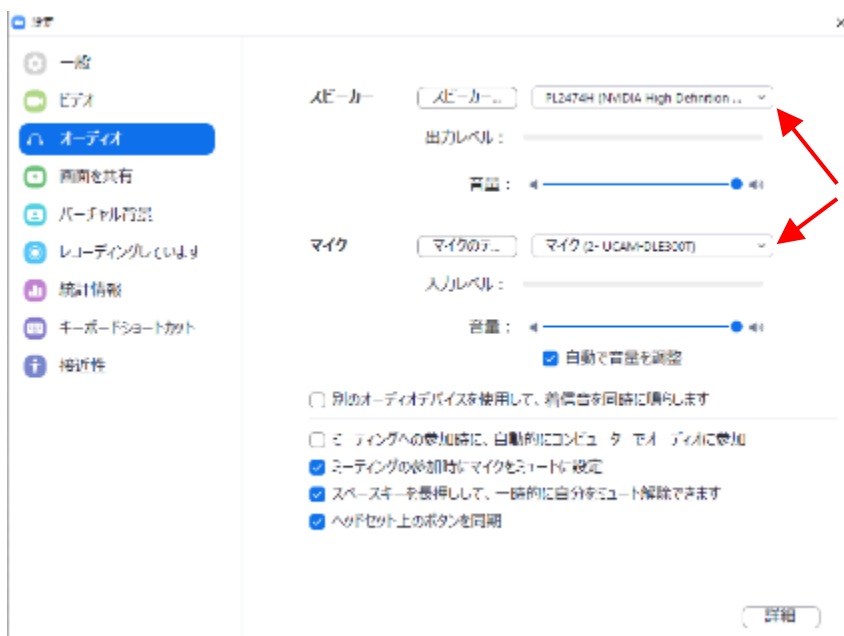 設定
一般
ビデオ
オーディオ
画面を共有
バーチャル背景
レコーディングしています
統計情報
キーボードショートカット
接近性
スピーカー
スピーカー...
PL2474H (NVIDIA High Definition ...
出力レベル：
音量：
マイク
マイクのテ...
マイク (2- UCAM-DLE300T)
入力レベル：
音量：
自動で音量を調整
別のオーディオデバイスを使用して、着信音を同時に鳴らします
ミーティングへの参加時に、自動的にコンピューターでオーディオに参加
ミーティングの参加時にマイクをミュートに設定
スペースキーを長押しして、一時的に自分をミュート解除できます
ヘッドセット上のボタンを同期
詳細